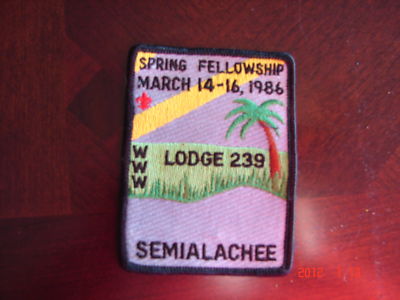 SPRING FELLOWSHIP
MARCH 14-16, 1986
WWW
LODGE 239
SEMIALACHEE